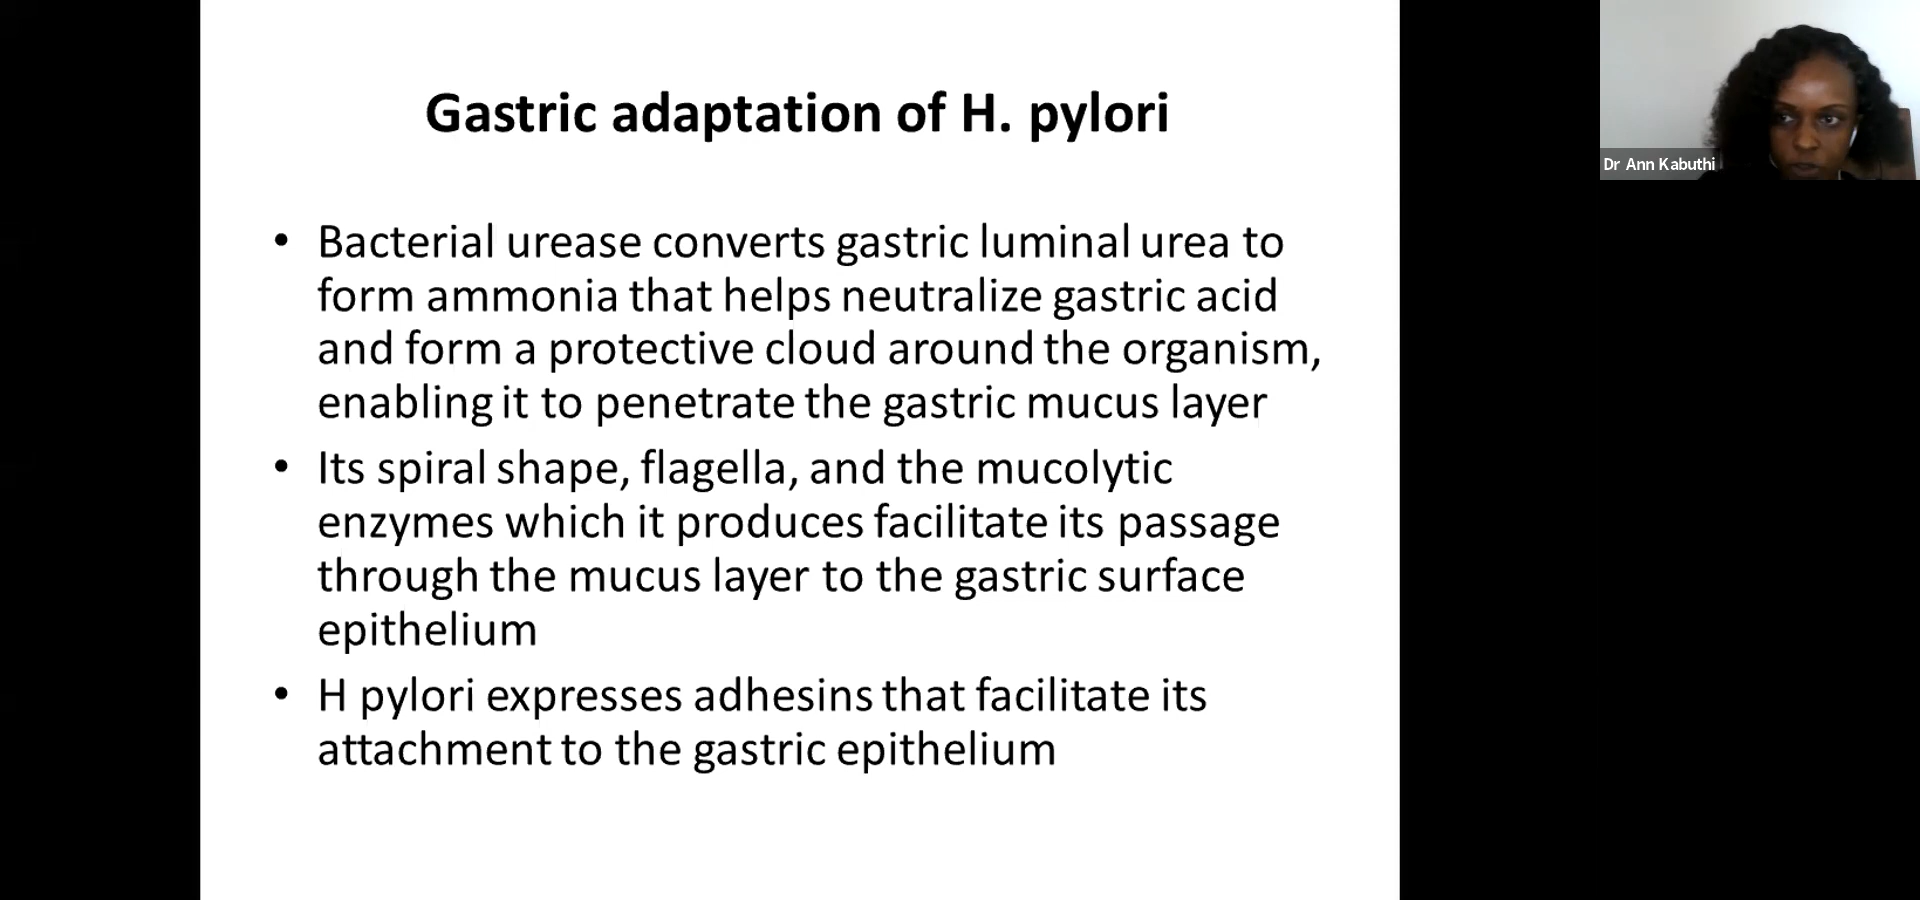 Gastric adaptation of H. pylori
Dr Ann Kabuthi
• Bacterial urease converts gastric luminal urea to
form ammonia that helps neutralize gastric acid
and form a protective cloud around the organism,
enabling it to penetrate the gastric mucus layer
• Its spiral shape, flagella, and the mucolytic
enzymes which it produces facilitate its passage
through the mucus layer to the gastric surface
epithelium
• H pylori expresses adhesins that facilitate its
attachment to the gastric epithelium